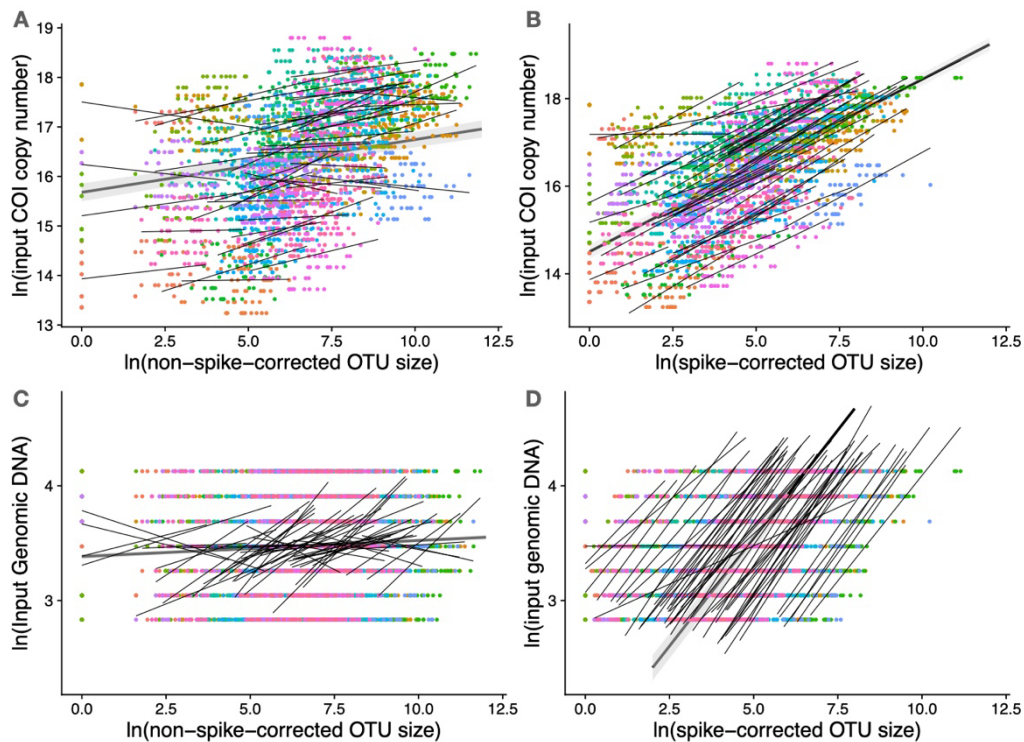 A
ln(input COI copy number)
19
18
17
16
15
14
13
0.0 2.5 5.0 7.5 10.0 12.5
ln(non−spike−corrected OTU size)
B
ln(input COI copy number)
18
16
14
0.0 2.5 5.0 7.5 10.0 12.5
ln(spike−corrected OTU size)
C
ln(Input Genomic DNA)
4
3
0.0 2.5 5.0 7.5 10.0 12.5
ln(non−spike−corrected OTU size)
D
ln(input genomic DNA)
4
3
0.0 2.5 5.0 7.5 10.0 12.5
ln(spike−corrected OTU size)